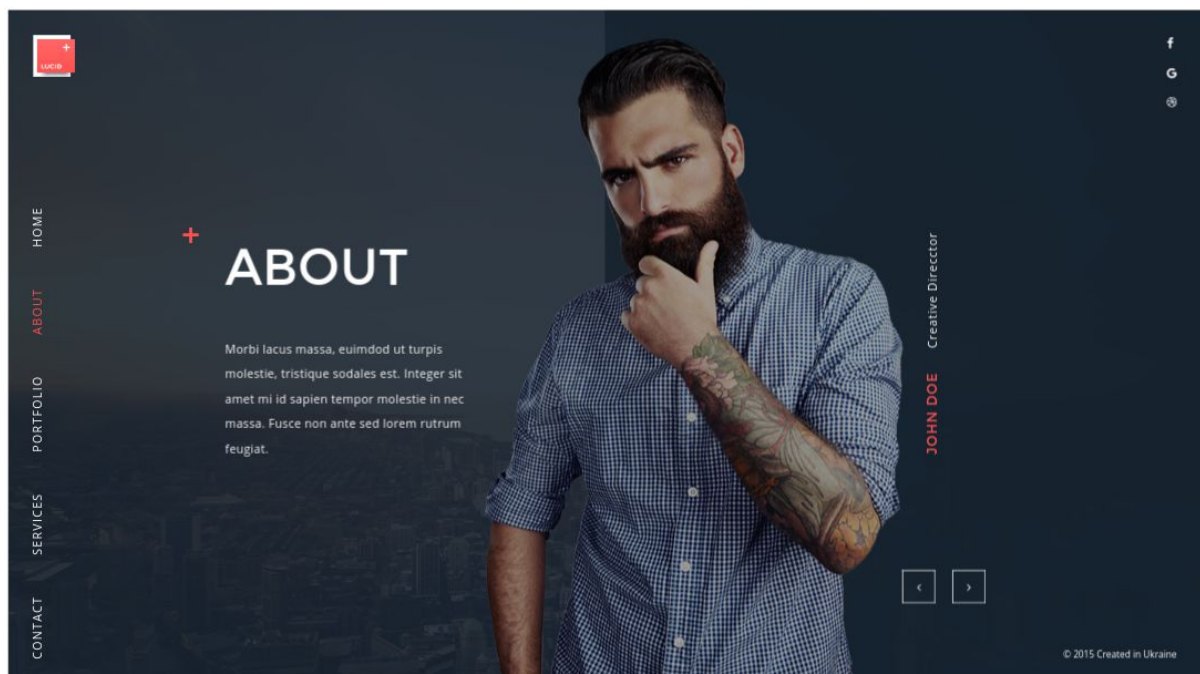 LUCID
HOME
ABOUT
PORTFOLIO
SERVICES
CONTACT
ABOUT
Morbi lacus massa, euimdod ut turpis
molestie, tristique sodales est. Integer sit
amet mi id sapien tempor molestie in nec
massa. Fusce non ante sed lorem rutrum
feugiat.
JOHN DOE Creative Direcctor
© 2015 Created in Ukraine